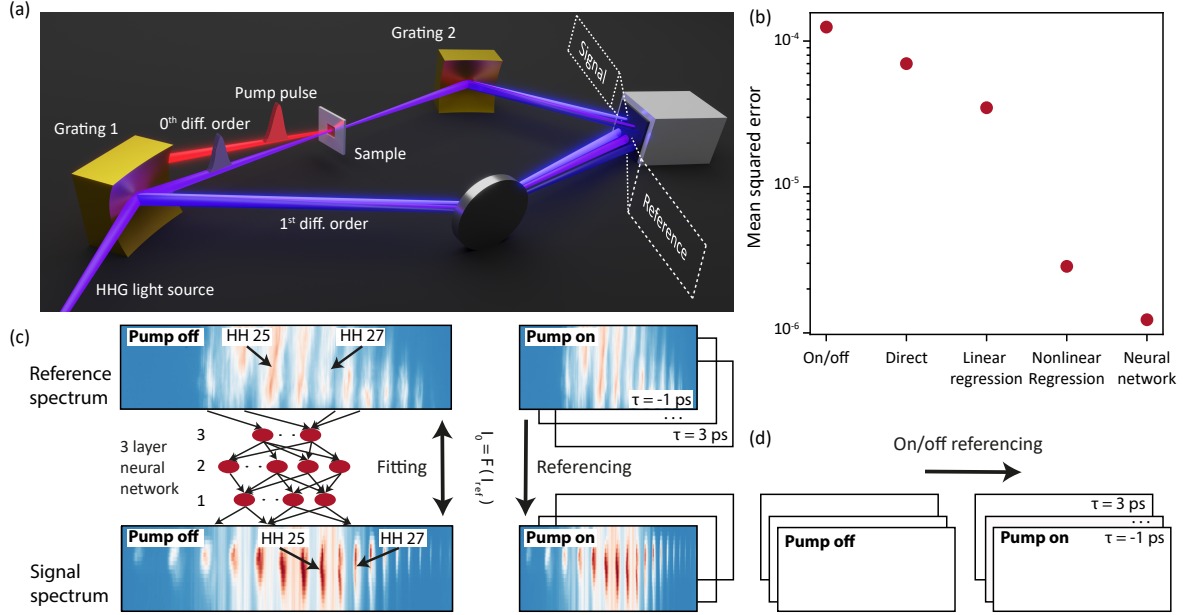 (a)
Grating 2
Signal
Pump pulse
0th diff. order
Grating 1
Sample
1st diff. order
Reference
HHG light source
(b)
Mean squared error
10-4
10-5
10-6
On/off
Direct
Linear
regression
Nonlinear
Regression
Neural
network
(c)
Pump off
HH 25
HH 27
Reference
spectrum
3 layer
neural
network
3
2
1
Fitting
Pump off
HH 25
HH 27
Signal
spectrum
Pump on
τ = -1 ps
...
τ = 3 ps
I0 = F ( Iref )
Referencing
Pump on
(d)
On/off referencing
Pump off
τ = 3 ps
...
Pump on
τ = -1 ps